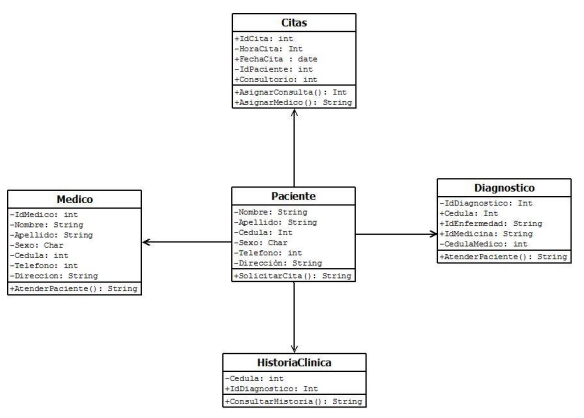 Citas
+IdCita: int
-HoraCita: Int
+FechaCita : date
-IdPaciente: int
+Consultorio: int
+AsignarConsulta(): Int
+AsignarMedico(): String
Medico
-IdMedico: int
-Nombre: String
-Apellido: String
-Sexo: Char
-Cedula: int
-Telefono: int
-Direccion: String
+AtenderPaciente(): String
Paciente
-Nombre: String
-Apellido: String
-Cedula: Int
-Sexo: Char
-Telefono: int
-Dirección: String
+SolicitarCita(): String
Diagnostico
-IdDiagnostico: Int
+Cedula: Int
+IdEnfermedad: String
+IdMedicina: String
-CedulaMedico: int
+AtenderPaciente(): String
HistoriaClinica
-Cedula: int
+IdDiagnostico: Int
+ConsultarHistoria(): String